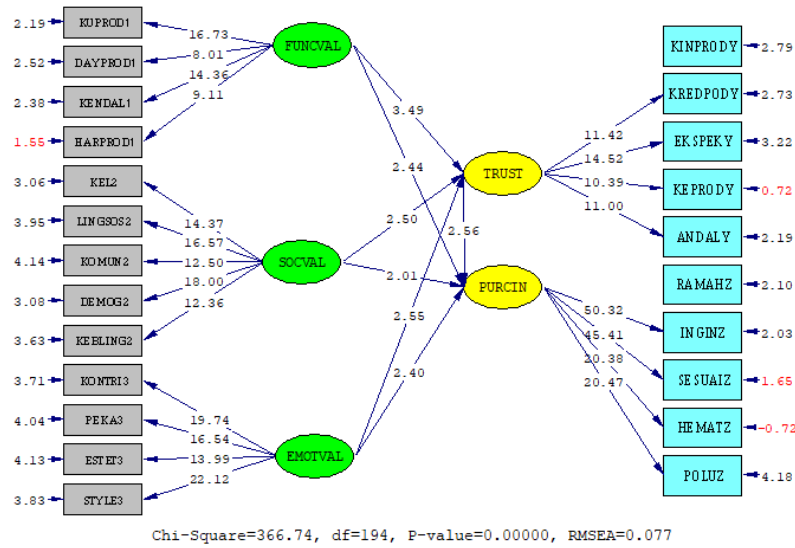 2.19 KUPROD1
2.52 DAYPROD1
2.38 KENDAL1
1.55 HARPROD1
3.06 KEL2
3.95 LINGSOS2
4.14 KOMUN2
3.08 DEMOG2
3.63 KEBLING2
3.71 KONTRI3
4.04 PEKA3
4.13 ESTET3
3.83 STYLE3
16.73
8.01
14.36
9.11
14.37
16.57
12.50
18.00
12.36
19.74
16.54
13.99
22.12
FUNCVAL
SOCVAL
EMOTVAL
3.49
2.44
2.50
2.56
2.01
2.55
2.40
TRUST
PURCIN
11.42
14.52
10.39
11.00
50.32
45.41
20.38
20.47
KINPRODY 2.79
KREDPODY 2.73
EKSPEKY 3.22
KEPRODY 0.72
ANDALY 2.19
RAMAHZ 2.10
INGINZ 2.03
SESUAIZ 1.65
HEMATZ -0.72
POLUZ 4.18
Chi-Square=366.74, df=194, P-value=0.00000, RMSEA=0.077